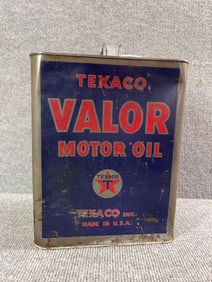 TEXACO
VALOR
MOTOR OIL
TEXACO
T
TEXACO INC.
MADE IN U.S.A.